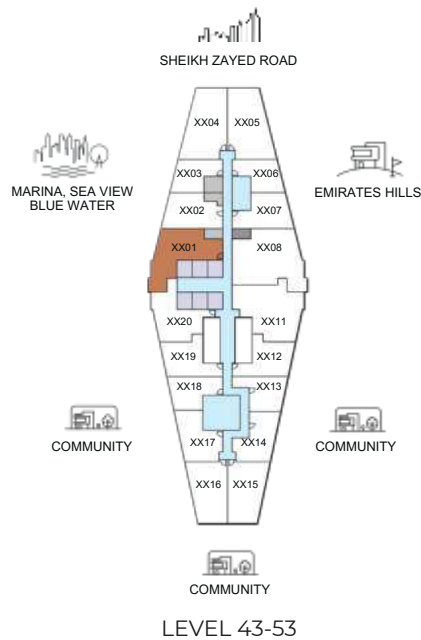 SHEIKH ZAYED ROAD
XX04 XX05
XX03 XX06
MARINA, SEA VIEW
BLUE WATER
EMIRATES HILLS
XX02 XX07
XX01 XX08
XX20 XX11
XX19 XX12
XX18 XX13
COMMUNITY
COMMUNITY
XX17 XX14
XX16 XX15
COMMUNITY
LEVEL 43-53